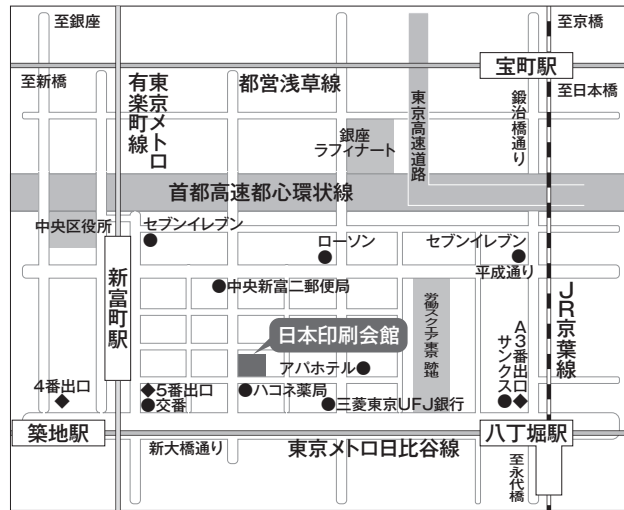 至銀座
至京橋
宝町駅
至新橋
東京メトロ
有楽町線
都営浅草線
東京高速道路
鍛冶橋通り
至日本橋
銀座
ラフィナート
首都高速都心環状線
中央区役所
セブンイレブン
ローソン
セブンイレブン
平成通り
新富町駅
中央新富二郵便局
労働スクエア東京 跡地
JR京葉線
日本印刷会館
アパホテル
A3番出口
サンクス
4番出口
5番出口
交番
ハコネ薬局
三菱東京UFJ銀行
築地駅
新大橋通り
東京メトロ日比谷線
八丁堀駅
至永代橋